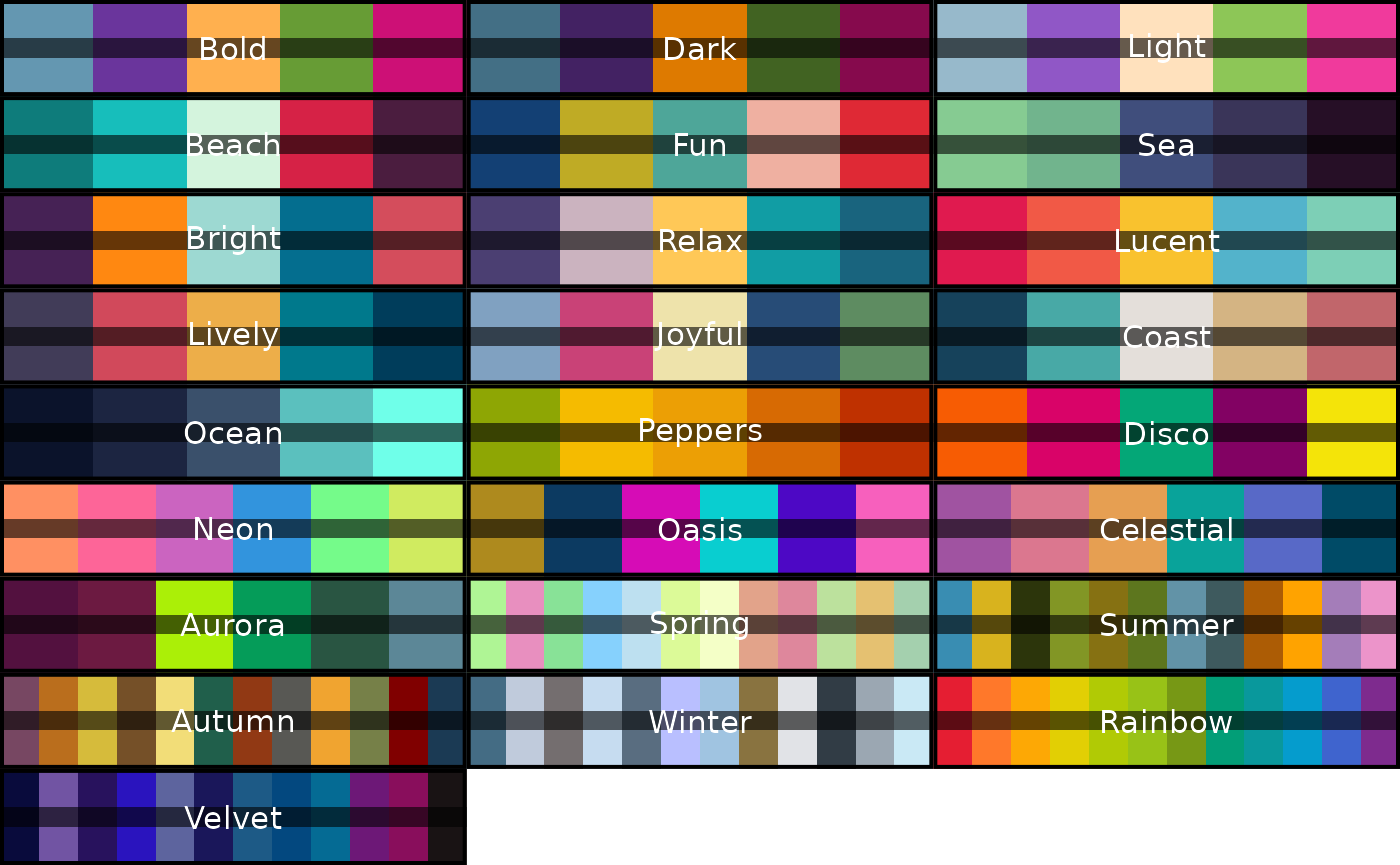 Bold
Dark
Light
Beach
Fun
Sea
Bright
Relax
Lucent
Lively
Joyful
Coast
Ocean
Peppers
Disco
Neon
Oasis
Celestial
Aurora
Spring
Summer
Autumn
Winter
Rainbow
Velvet